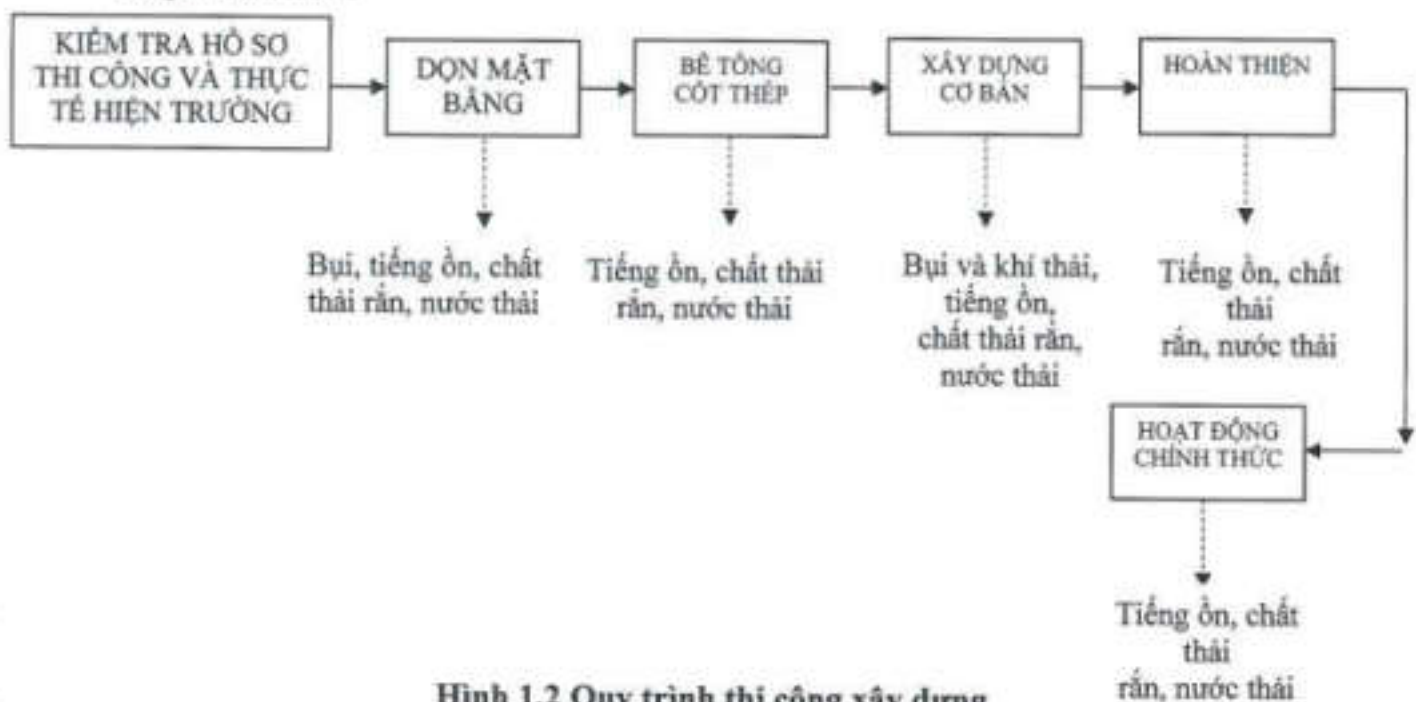 KIỂM TRA HỒ SƠ
THI CÔNG VÀ THỰC
TẾ HIỆN TRƯỜNG
DỌN MẶT
BẰNG
BÊ TÔNG
CỐT THÉP
XÂY DỰNG
CƠ BẢN
HOÀN THIỆN
Bụi, tiếng ồn, chất
thải rắn, nước thải
Tiếng ồn, chất thải
rắn, nước thải
Bụi và khí thải,
tiếng ồn,
chất thải rắn,
nước thải
Tiếng ồn, chất
thải
rắn, nước thải
HOẠT ĐỘNG
CHÍNH THỨC
Tiếng ồn, chất
thải
rắn, nước thải
Hình 1.2 Quy trình thi công xây dựng